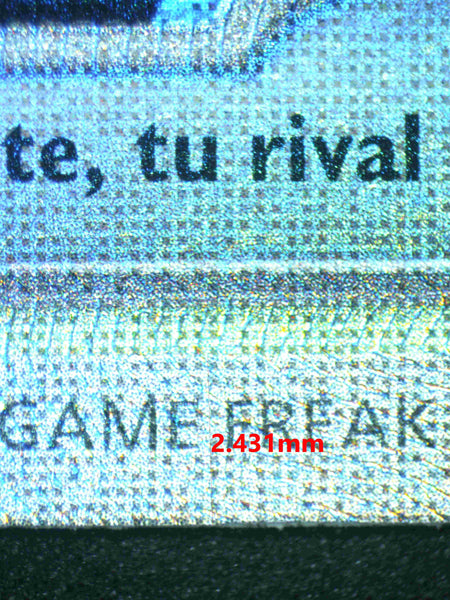 te, tu rival
GAME FREAK
2.431mm